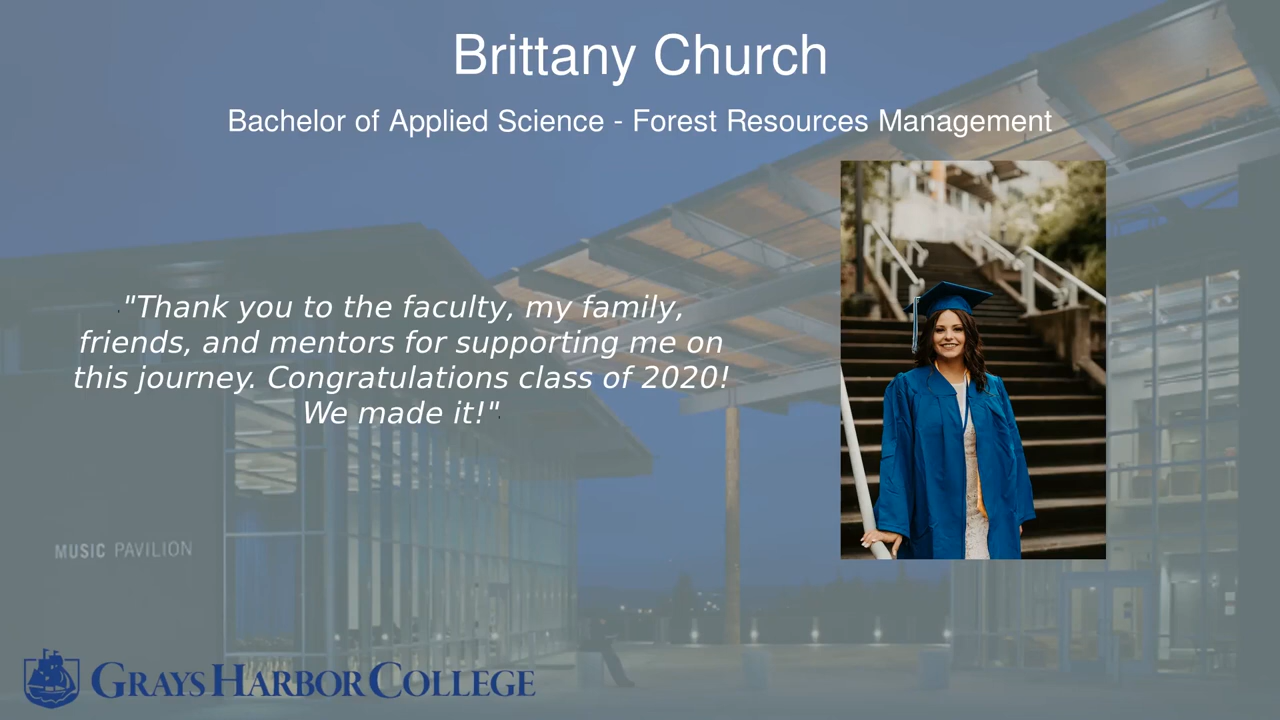 Brittany Church
Bachelor of Applied Science - Forest Resources Management
"Thank you to the faculty, my family,
friends, and mentors for supporting me on
this journey. Congratulations class of 2020!
We made it!"
MUSIC PAVILION
GRAYS HARBOR COLLEGE